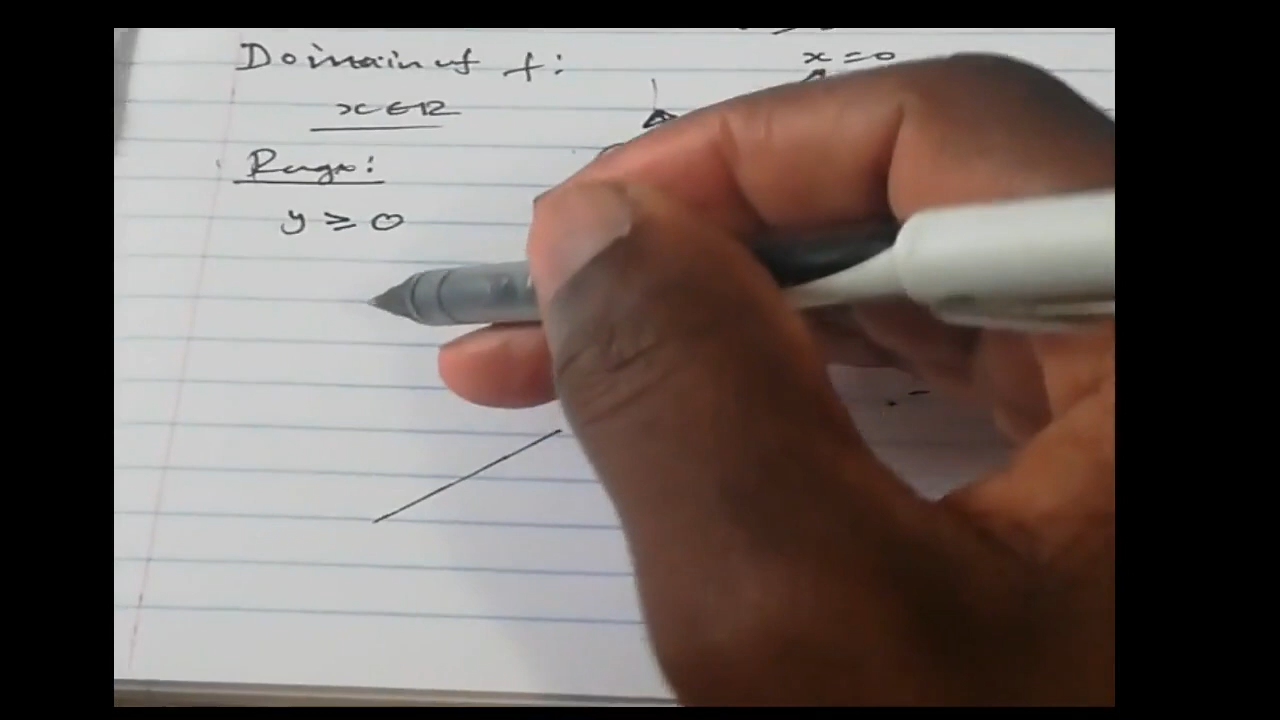 Domain of f:
x ∈ R
Range:
y ≥ 0
x = 0